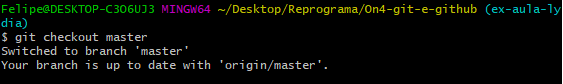 Felipe@DESKTOP-C3O6UJ3 MINGW64 ~/Desktop/Reprograma/On4-git-e-github (ex-aula-ly
dia)
$ git checkout master
Switched to branch 'master'
Your branch is up to date with 'origin/master'.